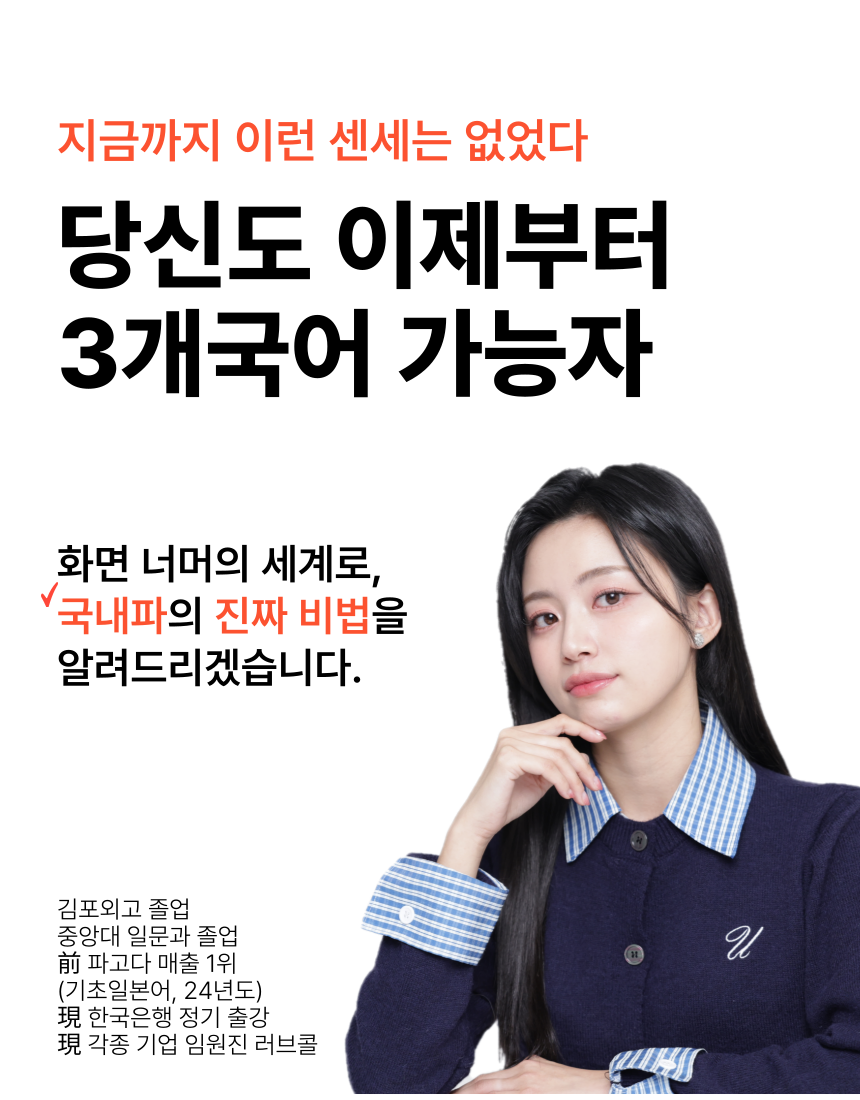 지금까지 이런 센세는 없었다
당신도 이제부터
3개국어 가능자
화면 너머의 세계로,
국내파의 진짜 비법을
알려드리겠습니다.
김포외고 졸업
중앙대 일문과 졸업
前 파고다 매출 1위
(기초일본어, 24년도)
現 한국은행 정기 출강
現 각종 기업 임원진 러브콜
U